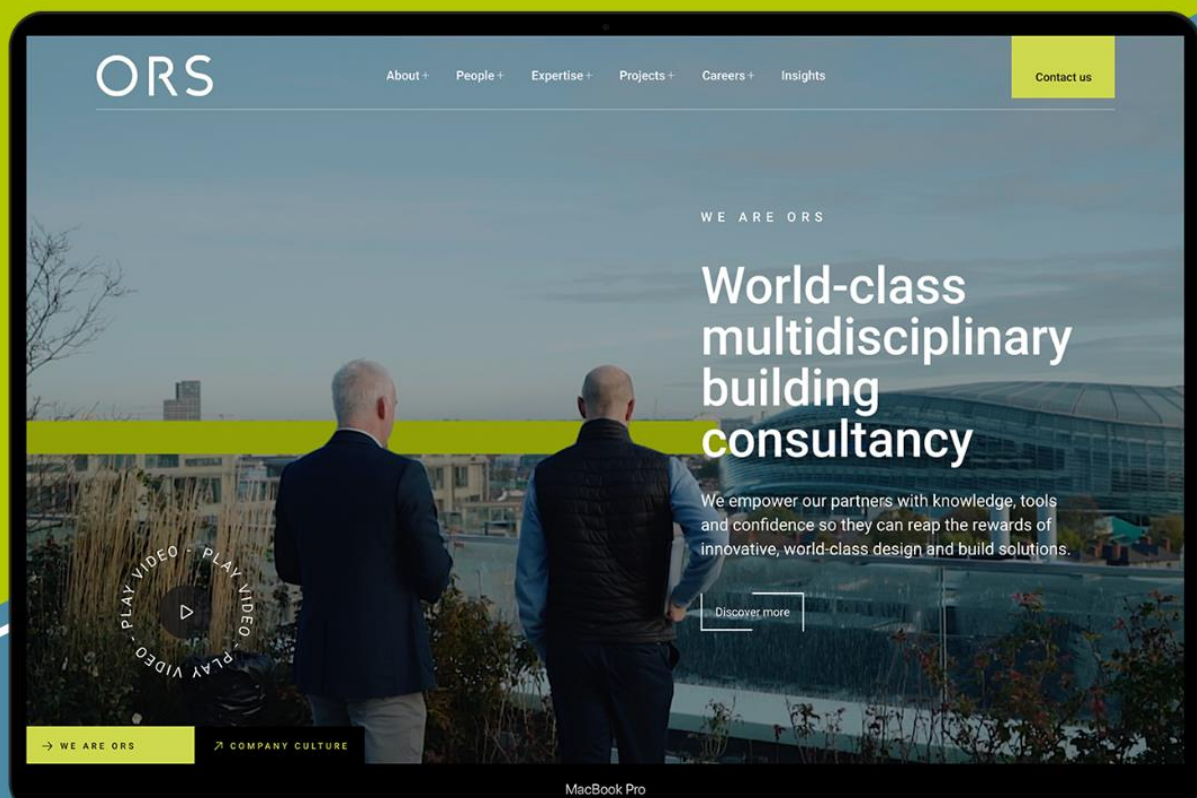 ORS
About +
People +
Expertise +
Projects +
Careers +
Insights
Contact us
WE ARE ORS
World-class
multidisciplinary
building
consultancy
We empower our partners with knowledge, tools
and confidence so they can reap the rewards of
innovative, world-class design and build solutions.
Discover more
PLAY VIDEO · PLAY VIDEO · PLAY VIDEO ·
→ WE ARE ORS
↗ COMPANY CULTURE
MacBook Pro